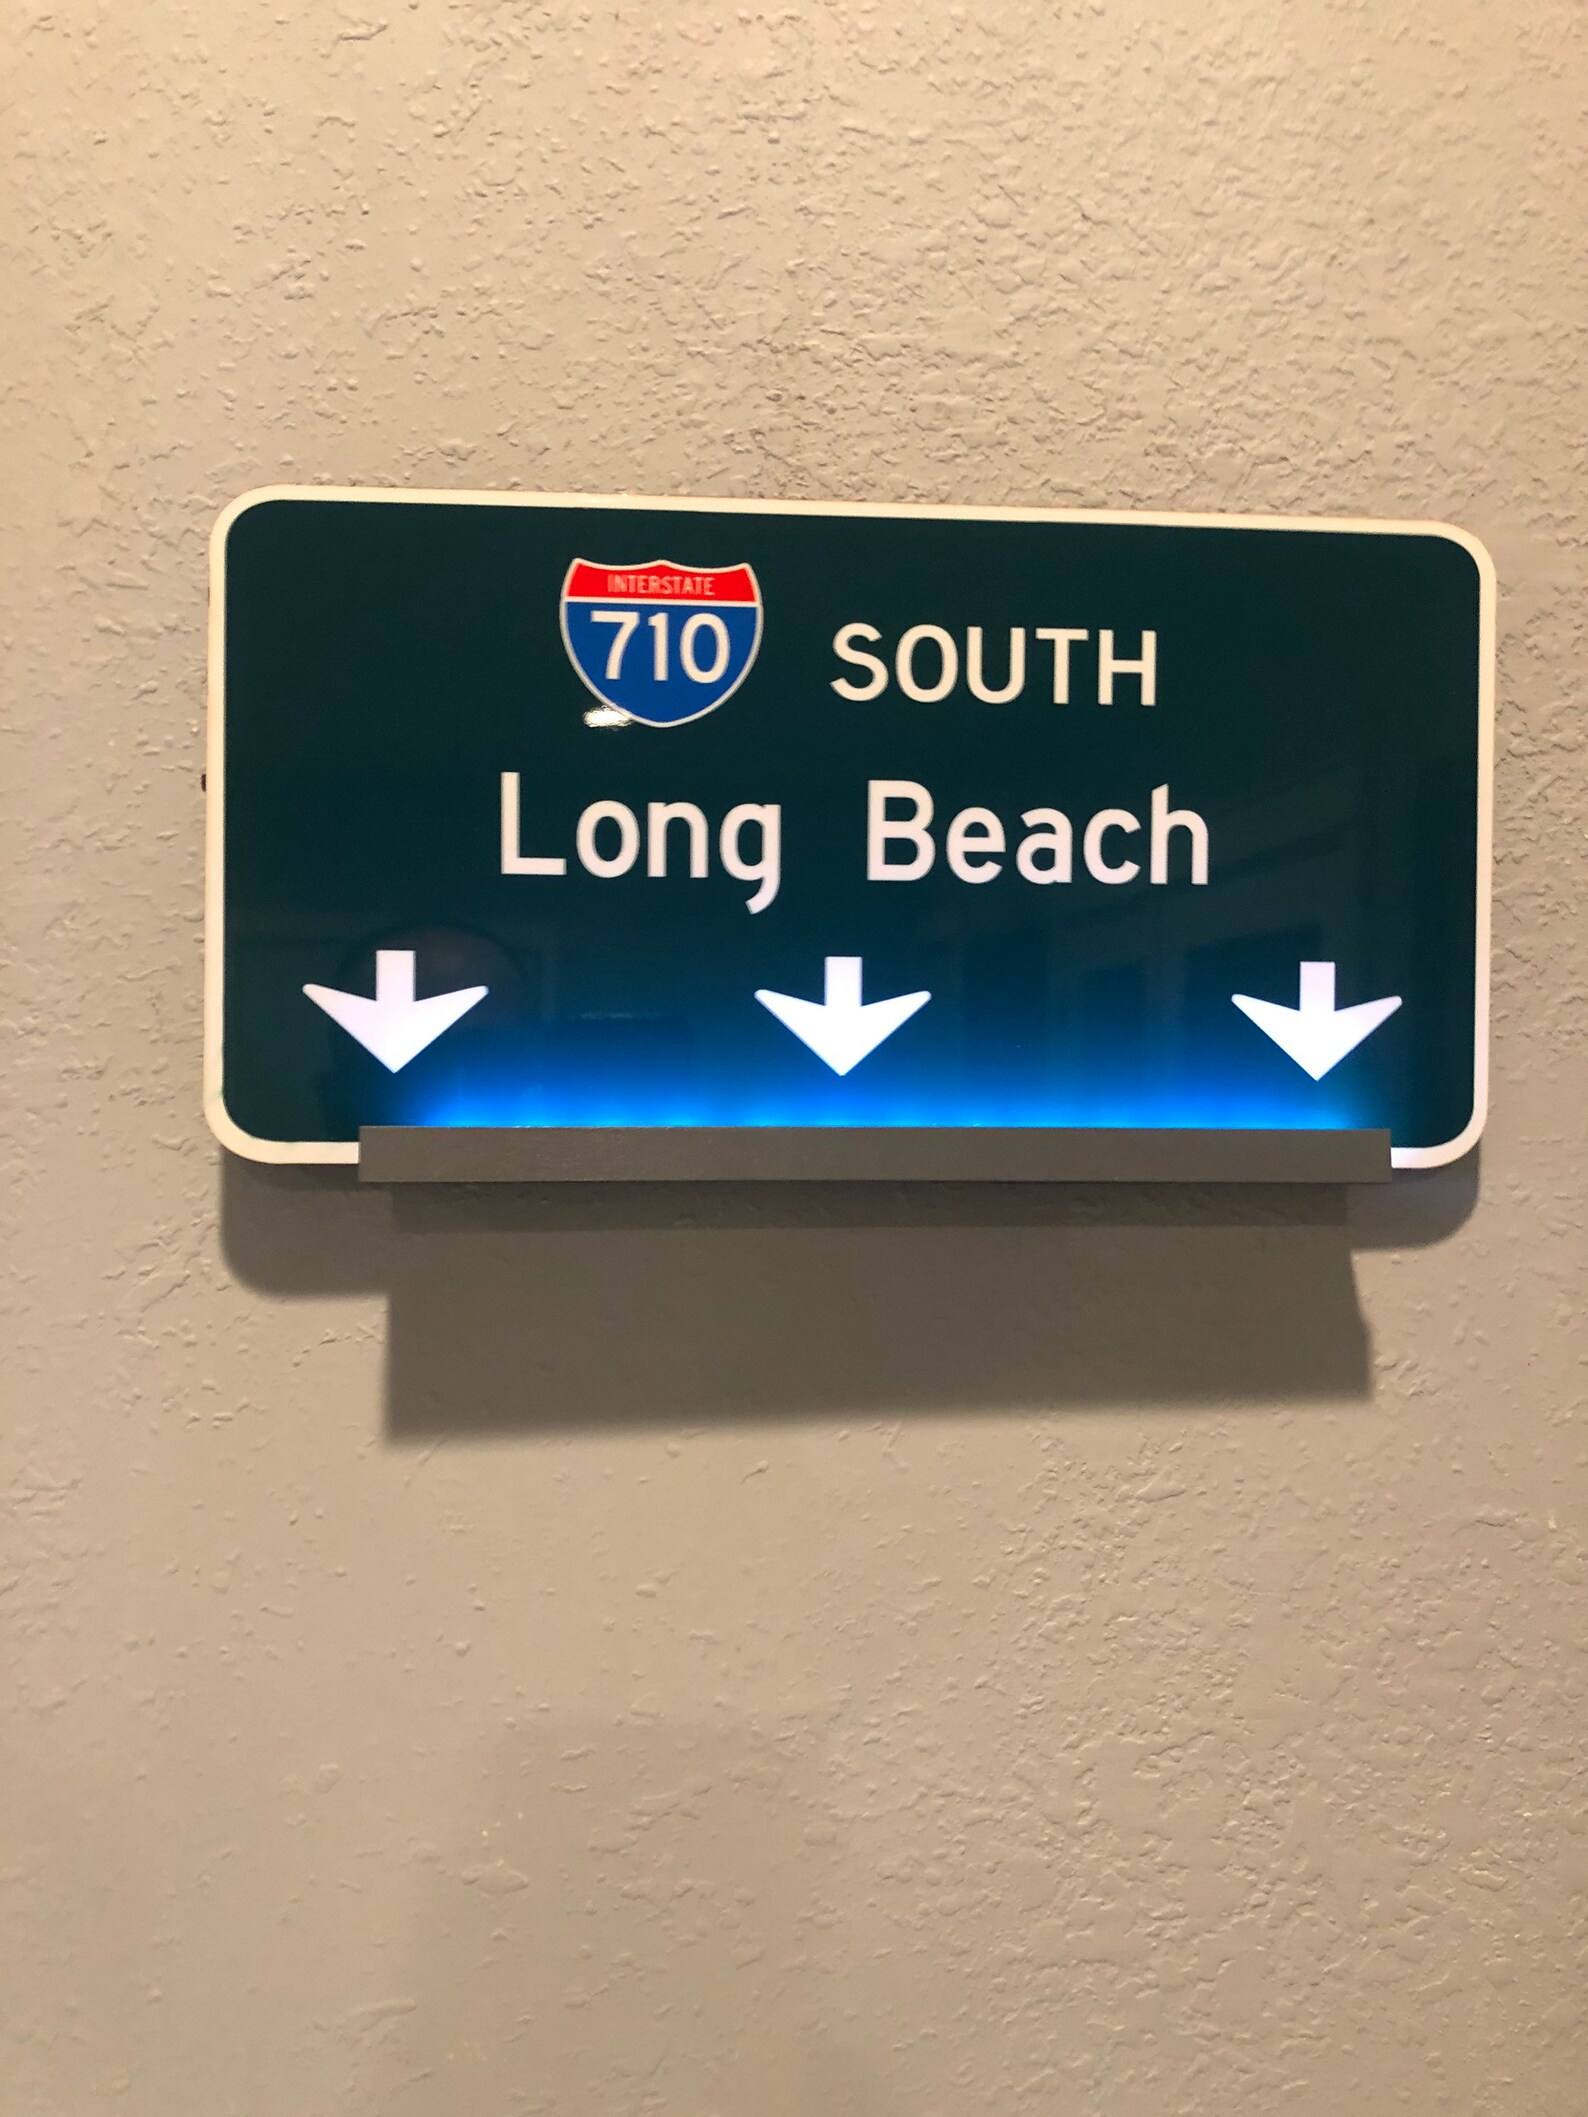 INTERSTATE
710 SOUTH
Long Beach